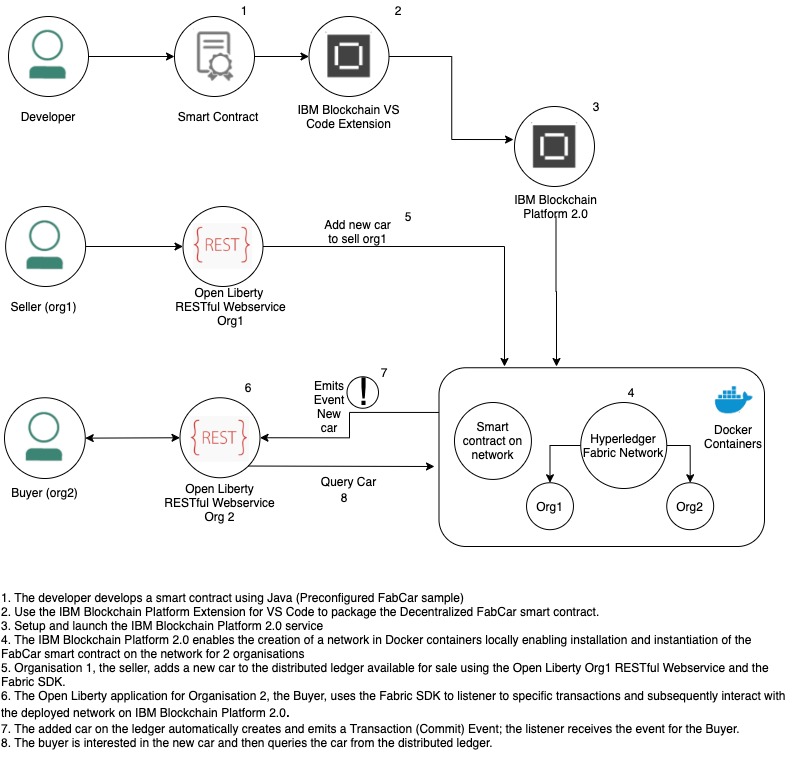 1
2
Developer
Smart Contract
IBM Blockchain VS
Code Extension
3
IBM Blockchain
Platform 2.0
{REST}
Add new car
to sell org1
5
Seller (org1)
Open Liberty
RESTful Webservice
Org1
6
{REST}
Emits
Event
New
car
!
7
Buyer (org2)
Open Liberty
RESTful Webservice
Org 2
Query Car
8
Smart
contract on
network
4
Hyperledger
Fabric Network
Docker
Containers
Org1
Org2
1. The developer develops a smart contract using Java (Preconfigured FabCar sample)
2. Use the IBM Blockchain Platform Extension for VS Code to package the Decentralized FabCar smart contract.
3. Setup and launch the IBM Blockchain Platform 2.0 service
4. The IBM Blockchain Platform 2.0 enables the creation of a network in Docker containers locally enabling installation and instantiation of the
FabCar smart contract on the network for 2 organisations
5. Organisation 1, the seller, adds a new car to the distributed ledger available for sale using the Open Liberty Org1 RESTful Webservice and the
Fabric SDK.
6. The Open Liberty application for Organisation 2, the Buyer, uses the Fabric SDK to listener to specific transactions and subsequently interact with
the deployed network on IBM Blockchain Platform 2.0.
7. The added car on the ledger automatically creates and emits a Transaction (Commit) Event; the listener receives the event for the Buyer.
8. The buyer is interested in the new car and then queries the car from the distributed ledger.